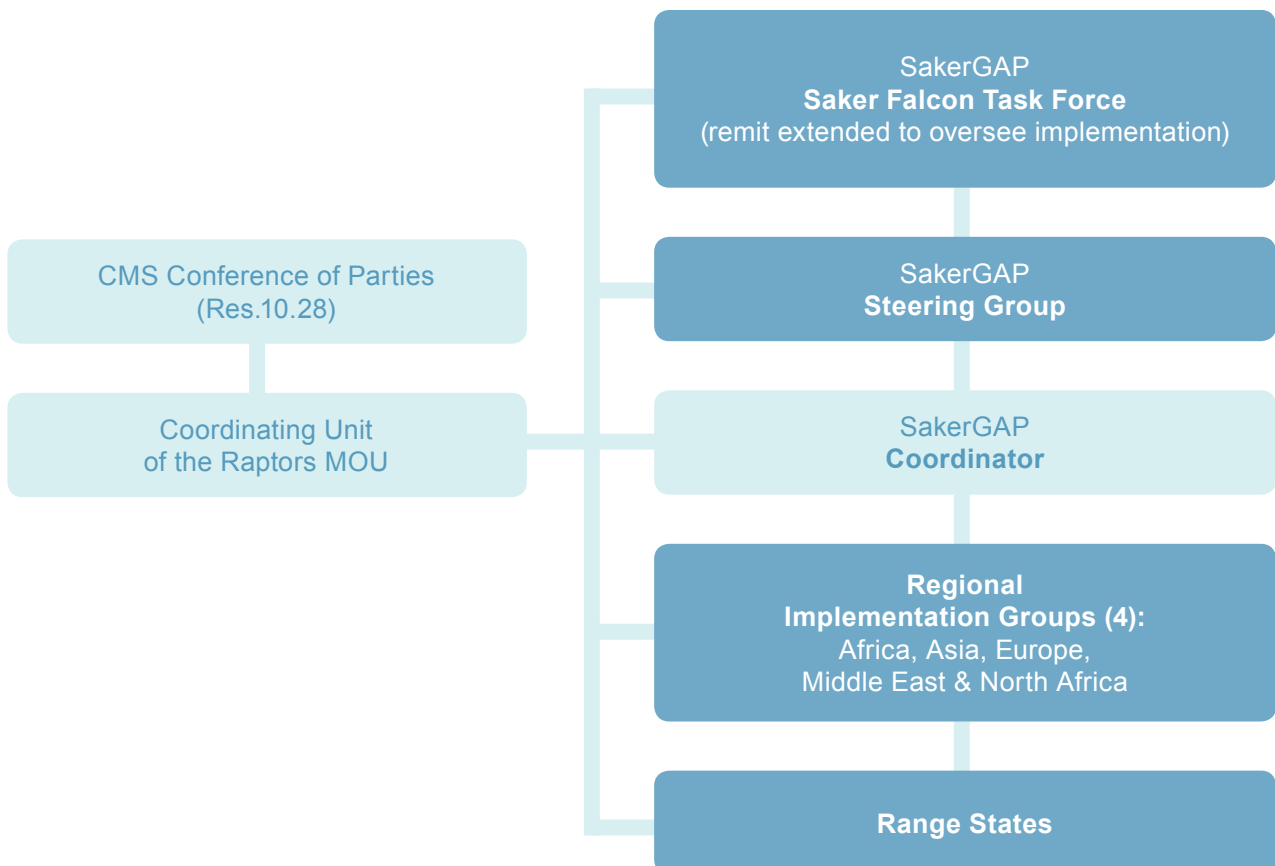 SakerGAP
Saker Falcon Task Force
(remit extended to oversee implementation)
CMS Conference of Parties
(Res.10.28)
SakerGAP
Steering Group
Coordinating Unit
of the Raptors MOU
SakerGAP
Coordinator
Regional
Implementation Groups (4):
Africa, Asia, Europe,
Middle East & North Africa
Range States